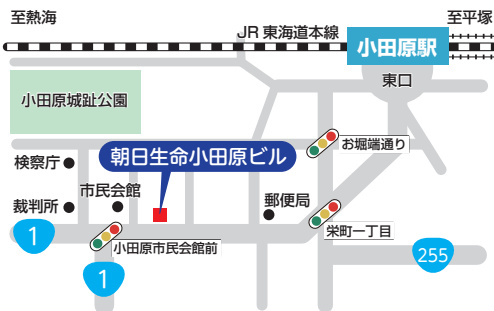 至熱海
至平塚
JR 東海道本線
小田原駅
東口
小田原城趾公園
お堀端通り
検察庁
朝日生命小田原ビル
市民会館
郵便局
裁判所
栄町一丁目
1
小田原市民会館前
255
1